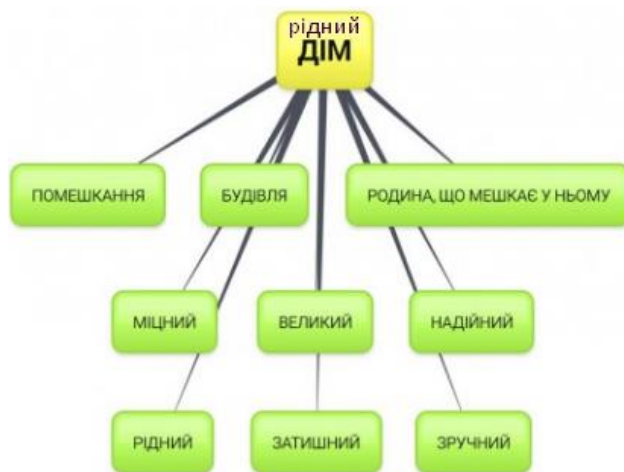 рідний
ДІМ
ПОМЕШКАННЯ
БУДІВЛЯ
РОДИНА, ЩО МЕШКАЄ У НЬОМУ
МІЦНИЙ
ВЕЛИКИЙ
НАДІЙНИЙ
РІДНИЙ
ЗАТИШНИЙ
ЗРУЧНИЙ